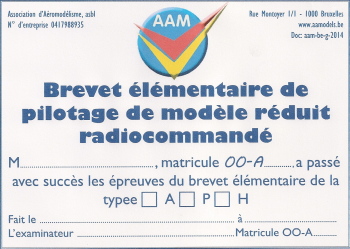 Association d'Aéromodélisme, asbl
N° d'entreprise 0417988935
AAM
Rue Montoyer 1/1 - 1000 Bruxelles
www.aamodels.be
Doc: aam-be-g-2014
Brevet élémentaire de
pilotage de modèle réduit
radiocommandé
M................................, matricule OO-A............,a passé
avec succès les épreuves du brevet élémentaire de la
typee A P H
Fait le ................................ à ................................
L'examinateur ................................ Matricule OO-A............